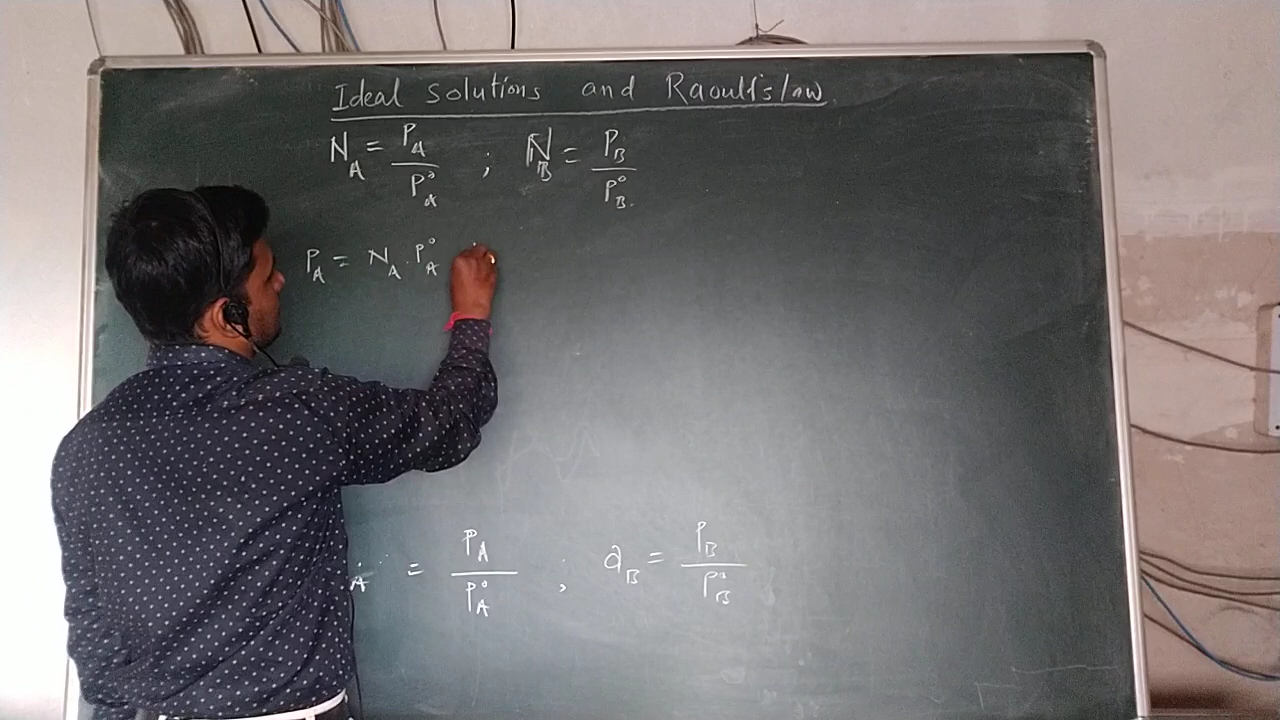 Ideal solutions and Raoult's law
N_A = P_A / P°_A ; N_B = P_B / P°_B.
P_A = N_A . P°_A
A = P_A / P°_A ; a_B = P_B / P°_B